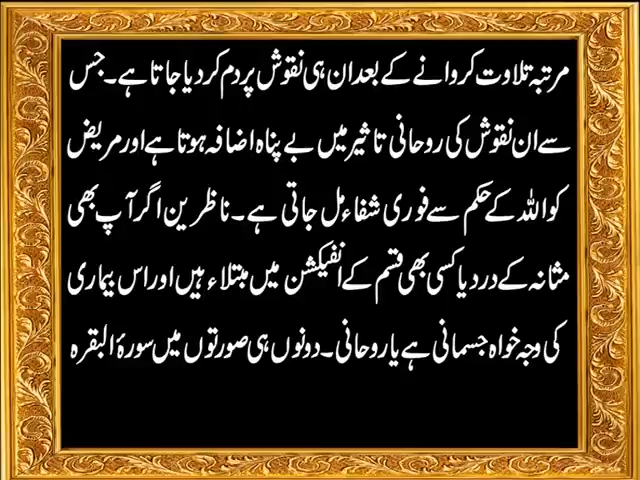 مرتبہ تلاوت کروانے کے بعد ان ہی نقوش پر دم کر دیا جاتا ہے۔ جس
سے ان نقوش کی روحانی تاثیر میں بے پناہ اضافہ ہوتا ہے اور مریض
کو اللہ کے حکم سے فوری شفاء مل جاتی ہے۔ ناظرین اگر آپ بھی
مثانہ کے درد یا کسی بھی قسم کے انفیکشن میں مبتلاء ہیں اور اس بیماری
کی وجہ خواہ جسمانی ہے یا روحانی۔ دونوں ہی صورتوں میں سورۃ البقرہ